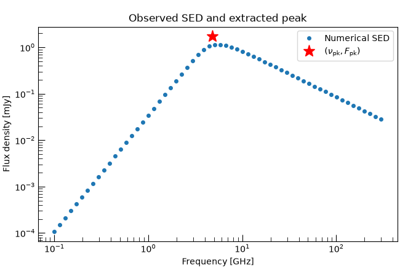 Observed SED and extracted peak
Numerical SED
(ν_pk, F_pk)
Flux density [mJy]
10^0
10^−1
10^−2
10^−3
10^−4
10^−1
10^0
10^1
10^2
Frequency [GHz]